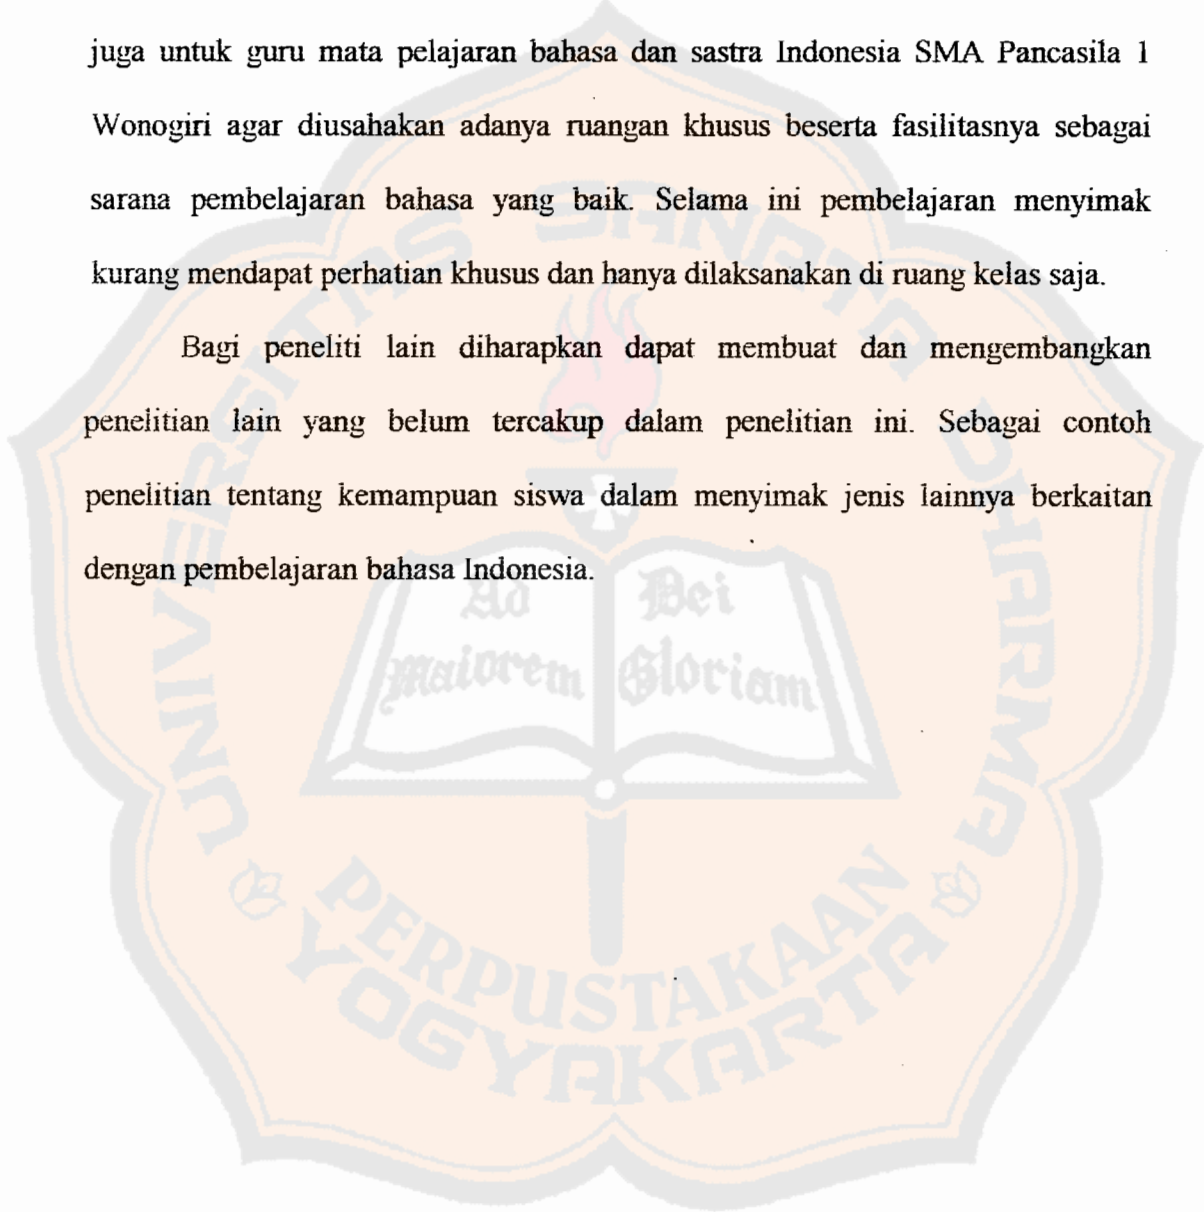 juga untuk guru mata pelajaran bahasa dan sastra Indonesia SMA Pancasila 1
Wonogiri agar diusahakan adanya ruangan khusus beserta fasilitasnya sebagai
sarana pembelajaran bahasa yang baik. Selama ini pembelajaran menyimak
kurang mendapat perhatian khusus dan hanya dilaksanakan di ruang kelas saja.
Bagi peneliti lain diharapkan dapat membuat dan mengembangkan
penelitian lain yang belum tercakup dalam penelitian ini. Sebagai contoh
penelitian tentang kemampuan siswa dalam menyimak jenis lainnya berkaitan
dengan pembelajaran bahasa Indonesia.
UNIVERSITAS SANATA DHARMA
Ad
Maiorem
Dei
Gloriam
PERPUSTAKAAN
YOGYAKARTA